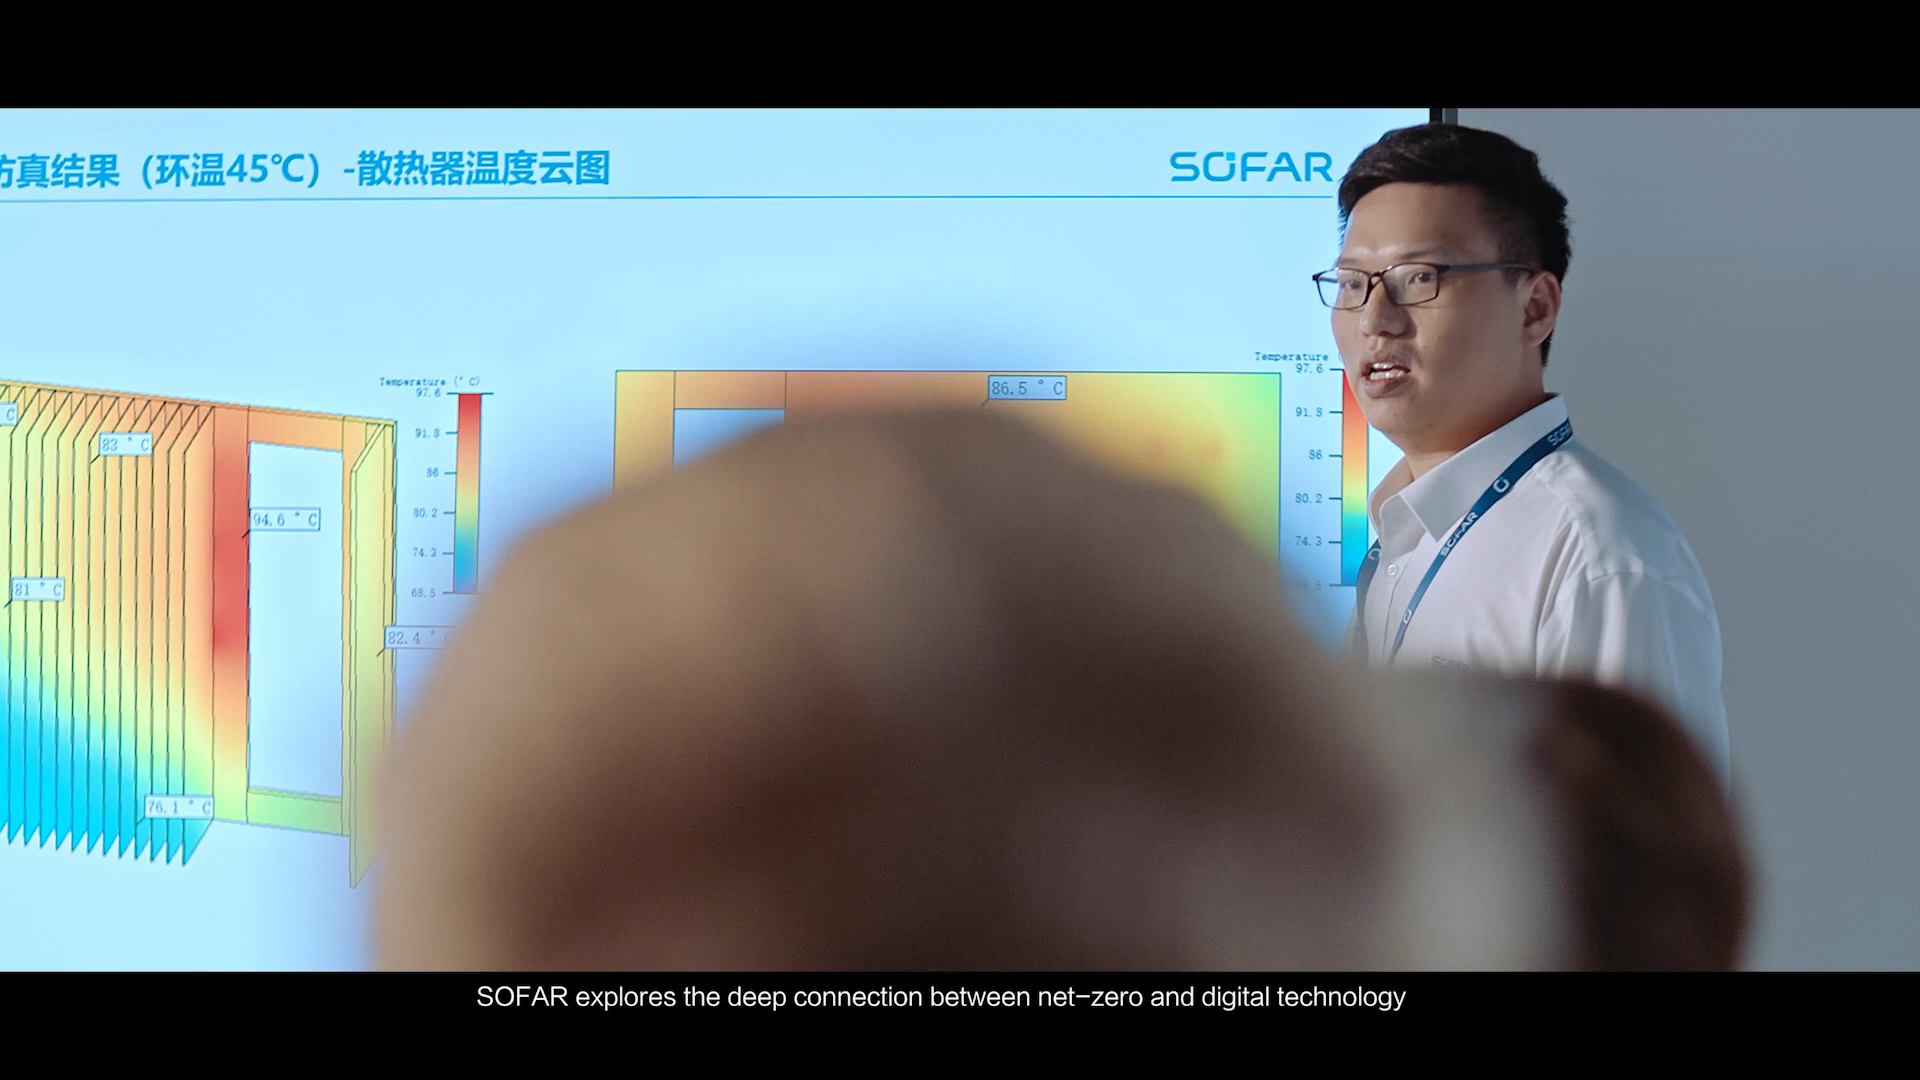 仿真结果（环温45℃）-散热器温度云图
SOFAR
Temperature (° C)
97.6
91.8
86
80.2
74.3
68.5
C
83 ° C
94.6 ° C
81 ° C
82.4 ° C
76.1 ° C
86.5 ° C
Temperature
97.6
91.8
86
80.2
74.3
SOFAR
SOFAR
SOFAR explores the deep connection between net-zero and digital technology